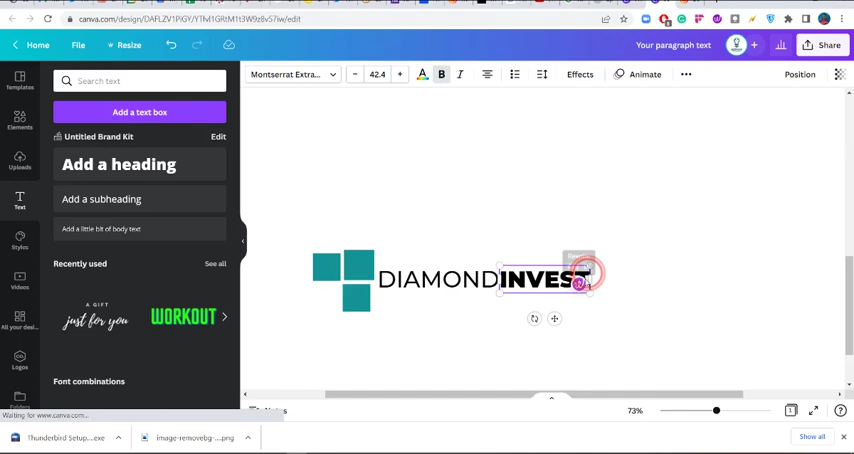 canva.com/design/DAFLZV1PiGY/YTlvl1GRtM1t3W9z8v57iw/edit
Home
File
Resize
Your paragraph text
Share
Templates
Elements
Uploads
Text
Styles
Videos
All your desi...
Logos
Folders
Search text
Add a text box
Untitled Brand Kit
Edit
Add a heading
Add a subheading
Add a little bit of body text
Recently used
See all
A GIFT
just for you
WORKOUT
Font combinations
Montserrat Extra...
42.4
A
B
I
Effects
Animate
Position
DIAMONDINVEST
Notes
73%
1
Waiting for www.canva.com...
Thunderbird Setup....exe
image-removebg-....png
Show all